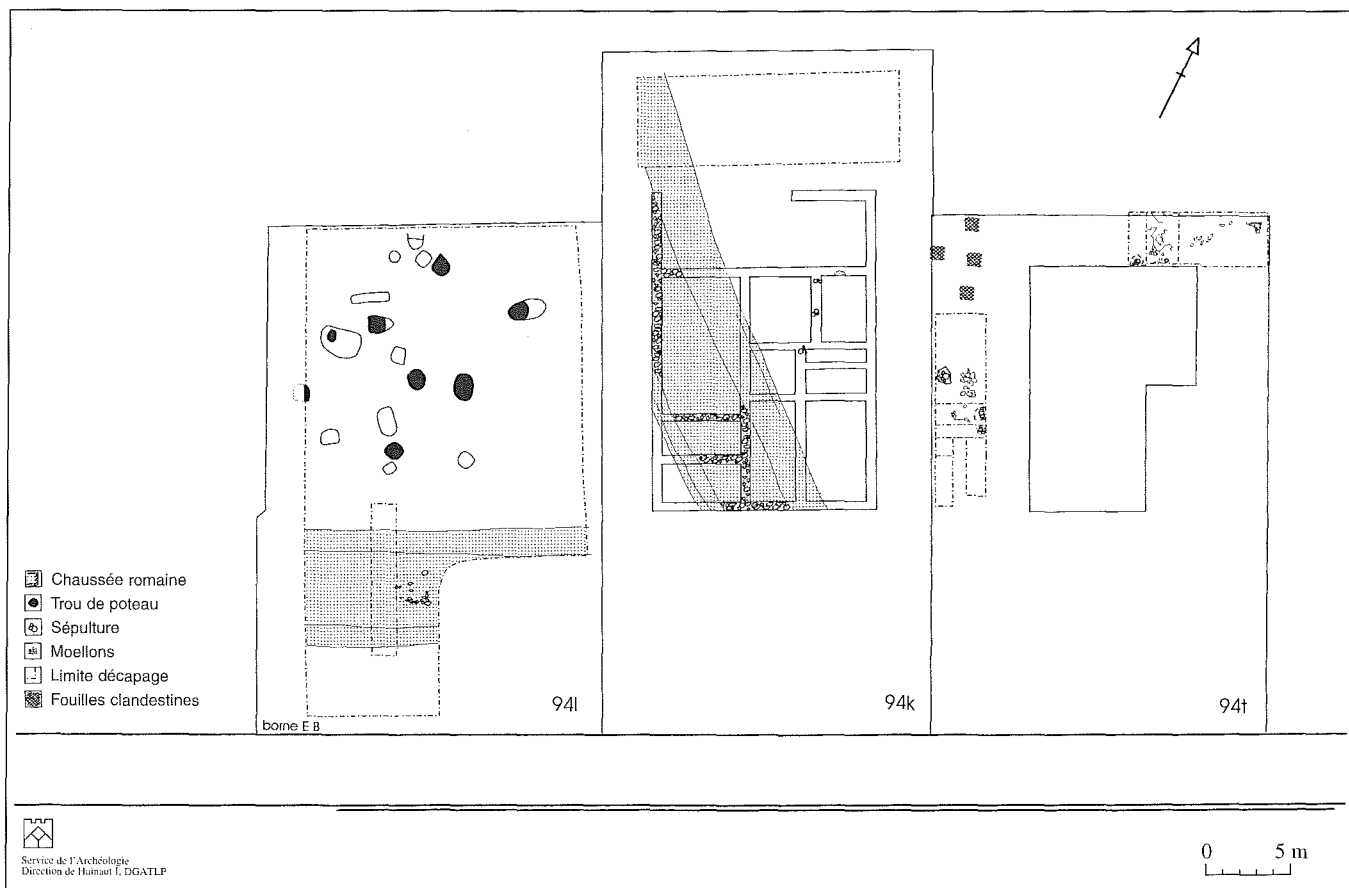 Chaussée romaine
Trou de poteau
Sépulture
Moellons
Limite décapage
Fouilles clandestines
94l
94k
94t
borne E B
Service de l'Archéologie
Direction de Hainaut I, DGATLP
0 5 m